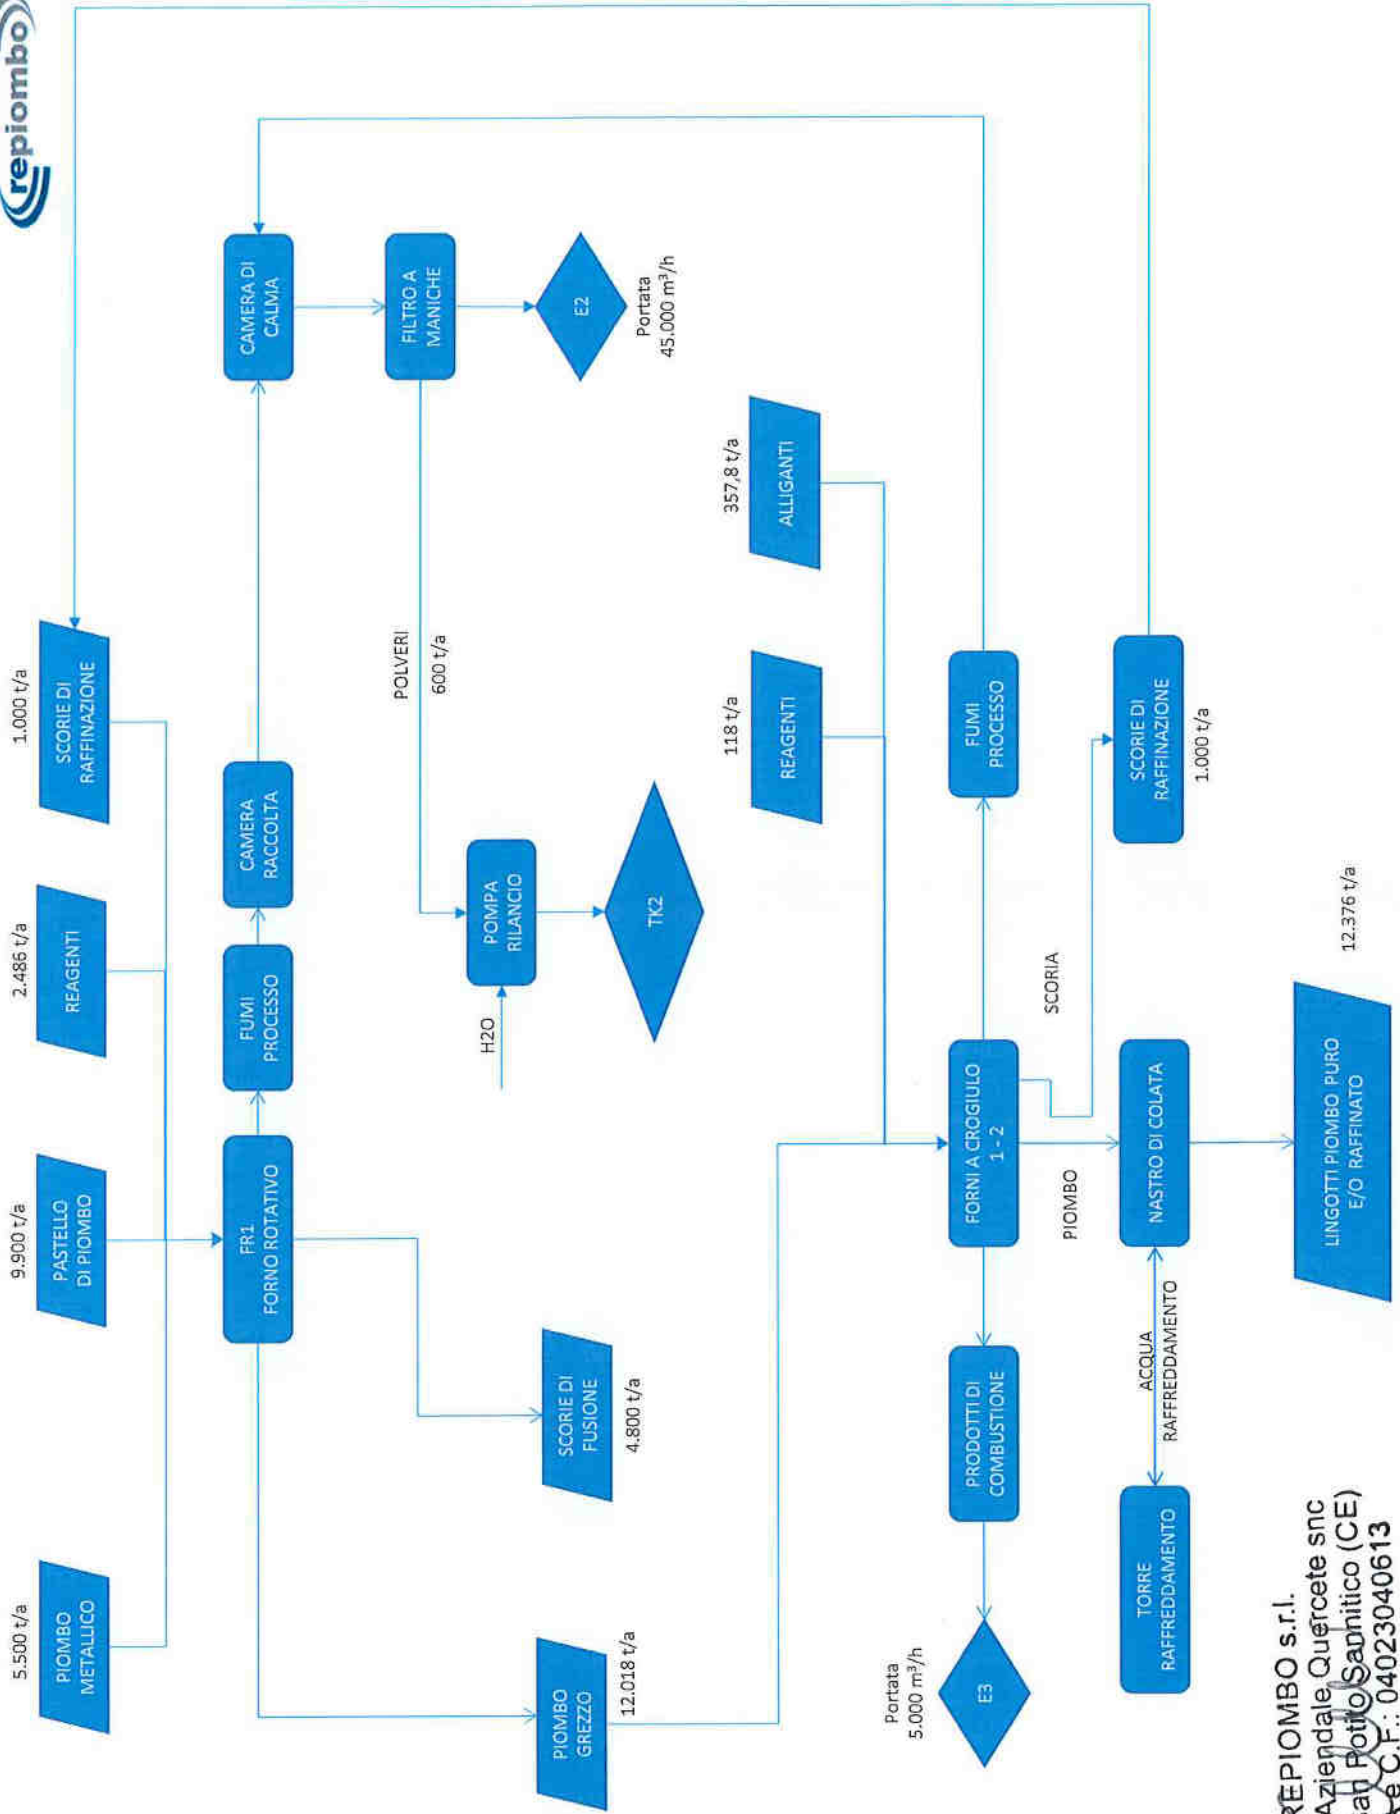 repiombo
5.500 t/a
PIOMBO
METALLICO
9.900 t/a
PASTELLO
DI PIOMBO
2.486 t/a
REAGENTI
1.000 t/a
SCORIE DI
RAFFINAZIONE
FR1
FORNO ROTATIVO
FUMI
PROCESSO
CAMERA
RACCOLTA
CAMERA DI
CALMA
FILTRO A
MANICHE
E2
Portata
45.000 m³/h
POLVERI
600 t/a
H2O
POMPA
RILANCIO
TK2
SCORIE DI
FUSIONE
4.800 t/a
PIOMBO
GREZZO
12.018 t/a
118 t/a
REAGENTI
357,8 t/a
ALLIGANTI
FORNI A CROGIULO
1 - 2
FUMI
PROCESSO
PRODOTTI DI
COMBUSTIONE
E3
Portata
5.000 m³/h
SCORIA
SCORIE DI
RAFFINAZIONE
1.000 t/a
PIOMBO
NASTRO DI COLATA
ACQUA
RAFFREDDAMENTO
TORRE
RAFFREDDAMENTO
LINGOTTI PIOMBO PURO
E/O RAFFINATO
12.376 t/a
REPIOMBO s.r.l.
Aziendale Quercete snc
San Potito Sannitico (CE)
e C.F.: 04023040613